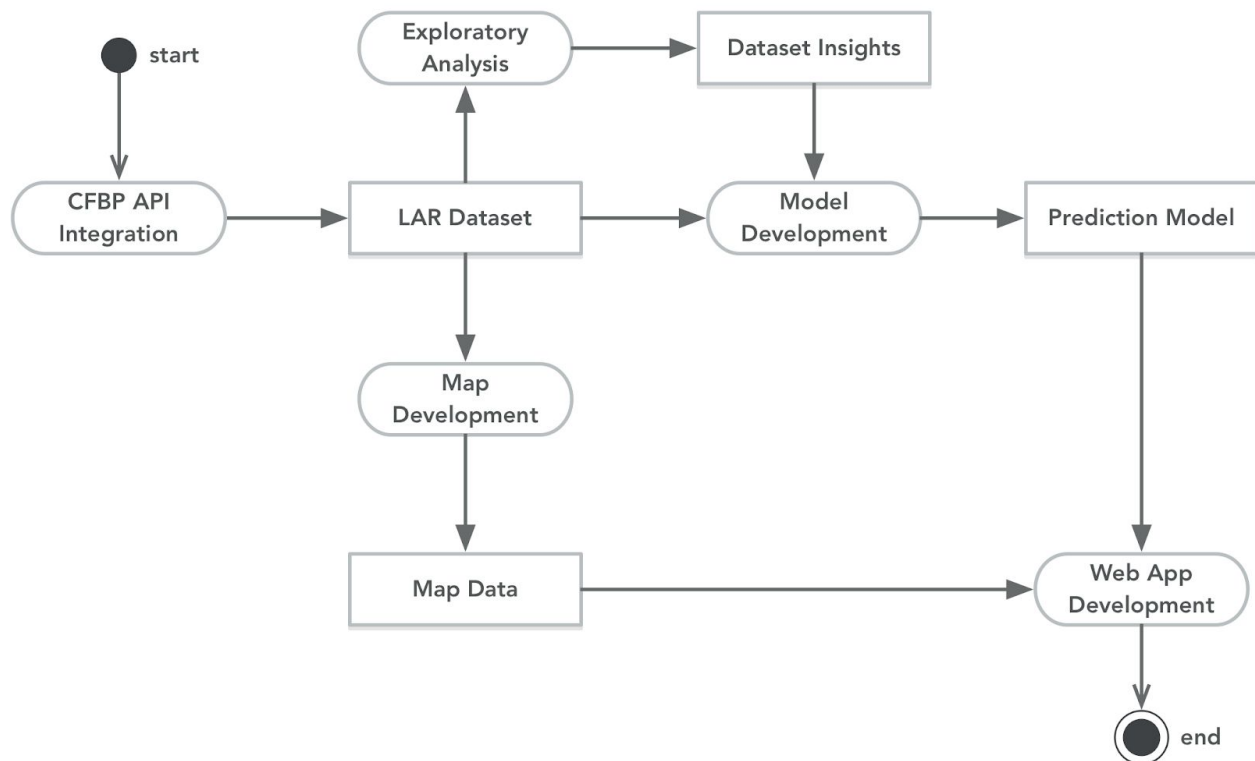 start
Exploratory
Analysis
Dataset Insights
CFBP API
Integration
LAR Dataset
Model
Development
Prediction Model
Map
Development
Map Data
Web App
Development
end